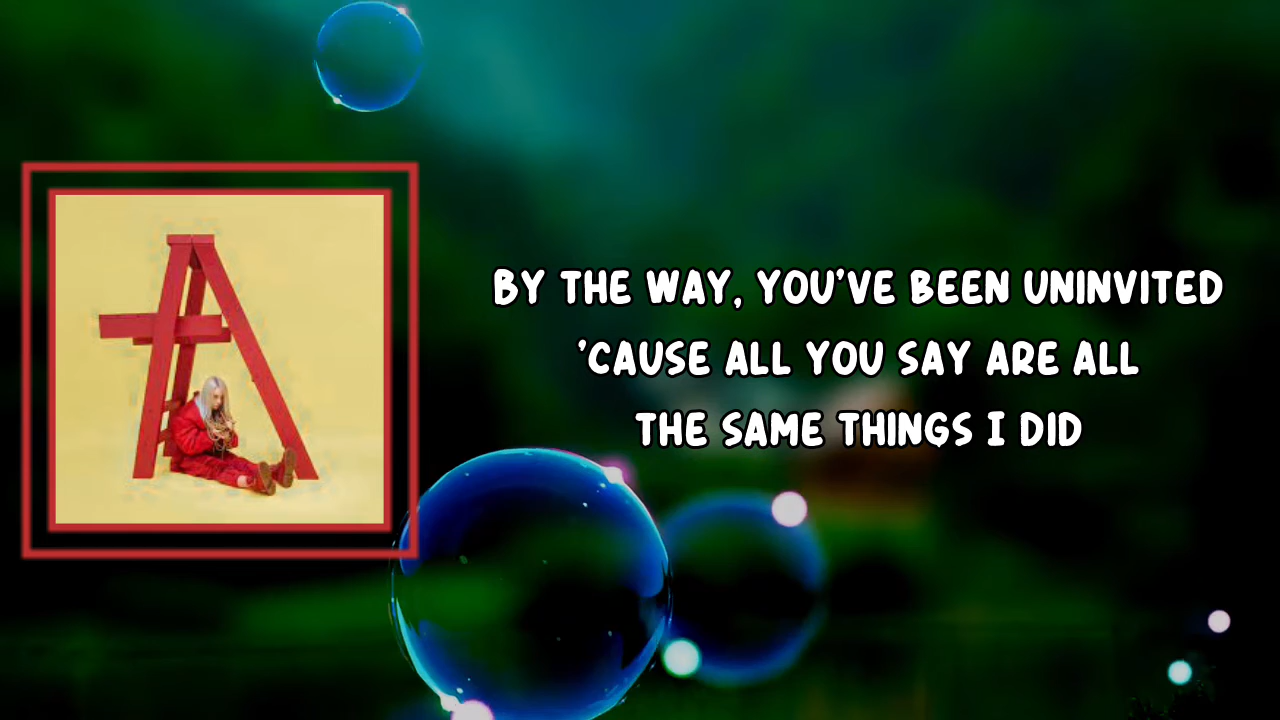 BY THE WAY, YOU'VE BEEN UNINVITED
'CAUSE ALL YOU SAY ARE ALL
THE SAME THINGS I DID